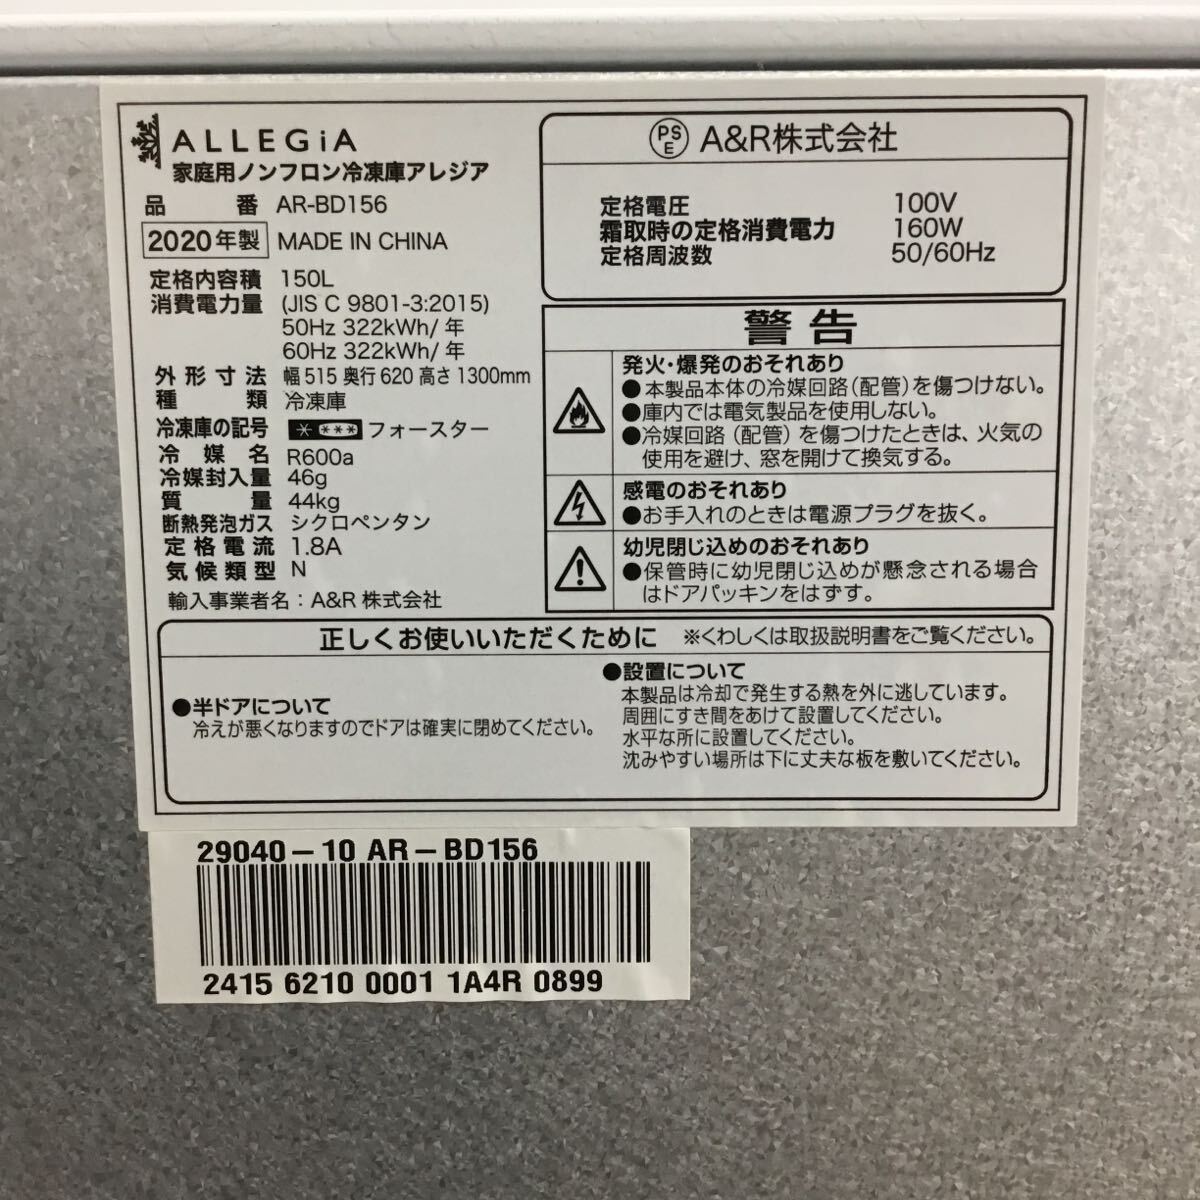 ALLEGiA
家庭用ノンフロン冷凍庫アレジア
品 番 AR-BD156
2020年製 MADE IN CHINA
定格内容積 150L
消費電力量 (JIS C 9801-3:2015)
50Hz 322kWh/年
60Hz 322kWh/年
外形寸法 幅515 奥行620 高さ1300mm
種 類 冷凍庫
冷凍庫の記号 フォースター
冷媒名 R600a
冷媒封入量 46g
質 量 44kg
断熱発泡ガス シクロペンタン
定格電流 1.8A
気候類型 N
輸入事業者名：A&R株式会社
PSE A&R株式会社
定格電圧 100V
霜取時の定格消費電力 160W
定格周波数 50/60Hz
警告
発火・爆発のおそれあり
●本製品本体の冷媒回路(配管)を傷つけない。
●庫内では電気製品を使用しない。
●冷媒回路(配管)を傷つけたときは、火気の
使用を避け、窓を開けて換気する。
感電のおそれあり
●お手入れのときは電源プラグを抜く。
幼児閉じ込めのおそれあり
●保管時に幼児閉じ込めが懸念される場合
はドアパッキンをはずす。
正しくお使いいただくために ※くわしくは取扱説明書をご覧ください。
●半ドアについて
冷えが悪くなりますのでドアは確実に閉めてください。
●設置について
本製品は冷却で発生する熱を外に逃しています。
周囲にすき間をあけて設置してください。
水平な所に設置してください。
沈みやすい場所は下に丈夫な板を敷いてください。
29040-10 AR-BD156
2415 6210 0001 1A4R 0899